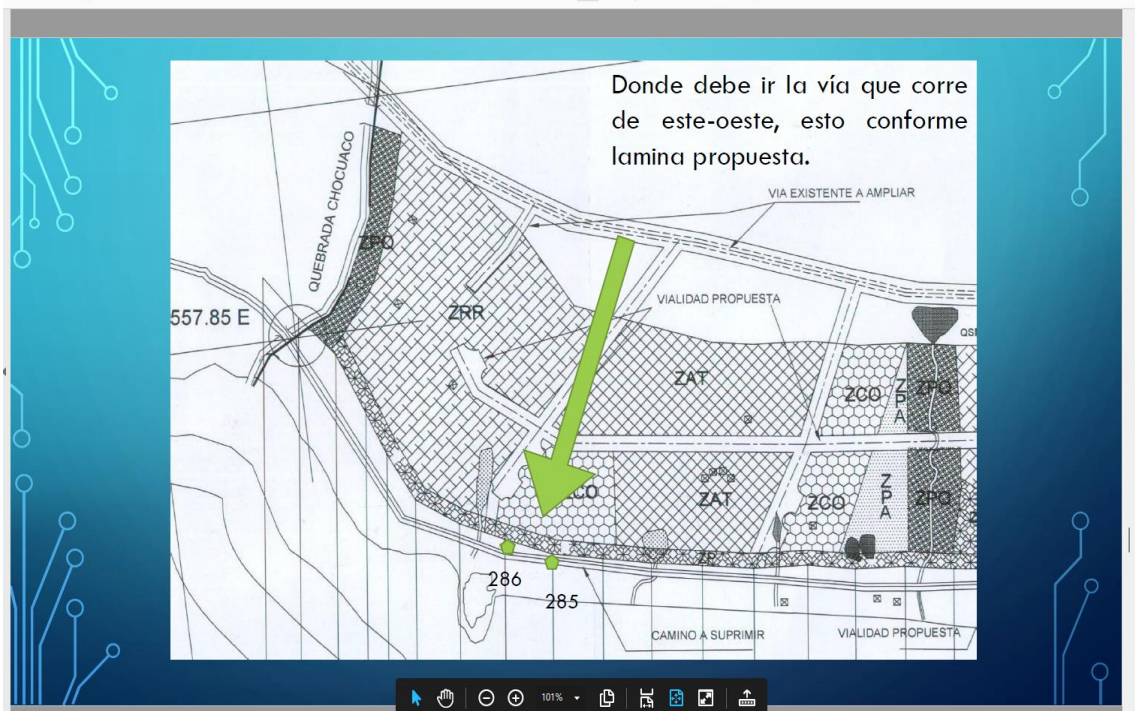 Donde debe ir la vía que corre
de este-oeste, esto conforme
lamina propuesta.
VIA EXISTENTE A AMPLIAR
QUEBRADA CHOCUACO
ZPQ
557.85 E
VIALIDAD PROPUESTA
ZRR
ZAT
ZCO
ZPA
ZPQ
ZCO
ZAT
ZCO
ZPA
ZPQ
286
285
CAMINO A SUPRIMIR
VIALIDAD PROPUESTA
101%